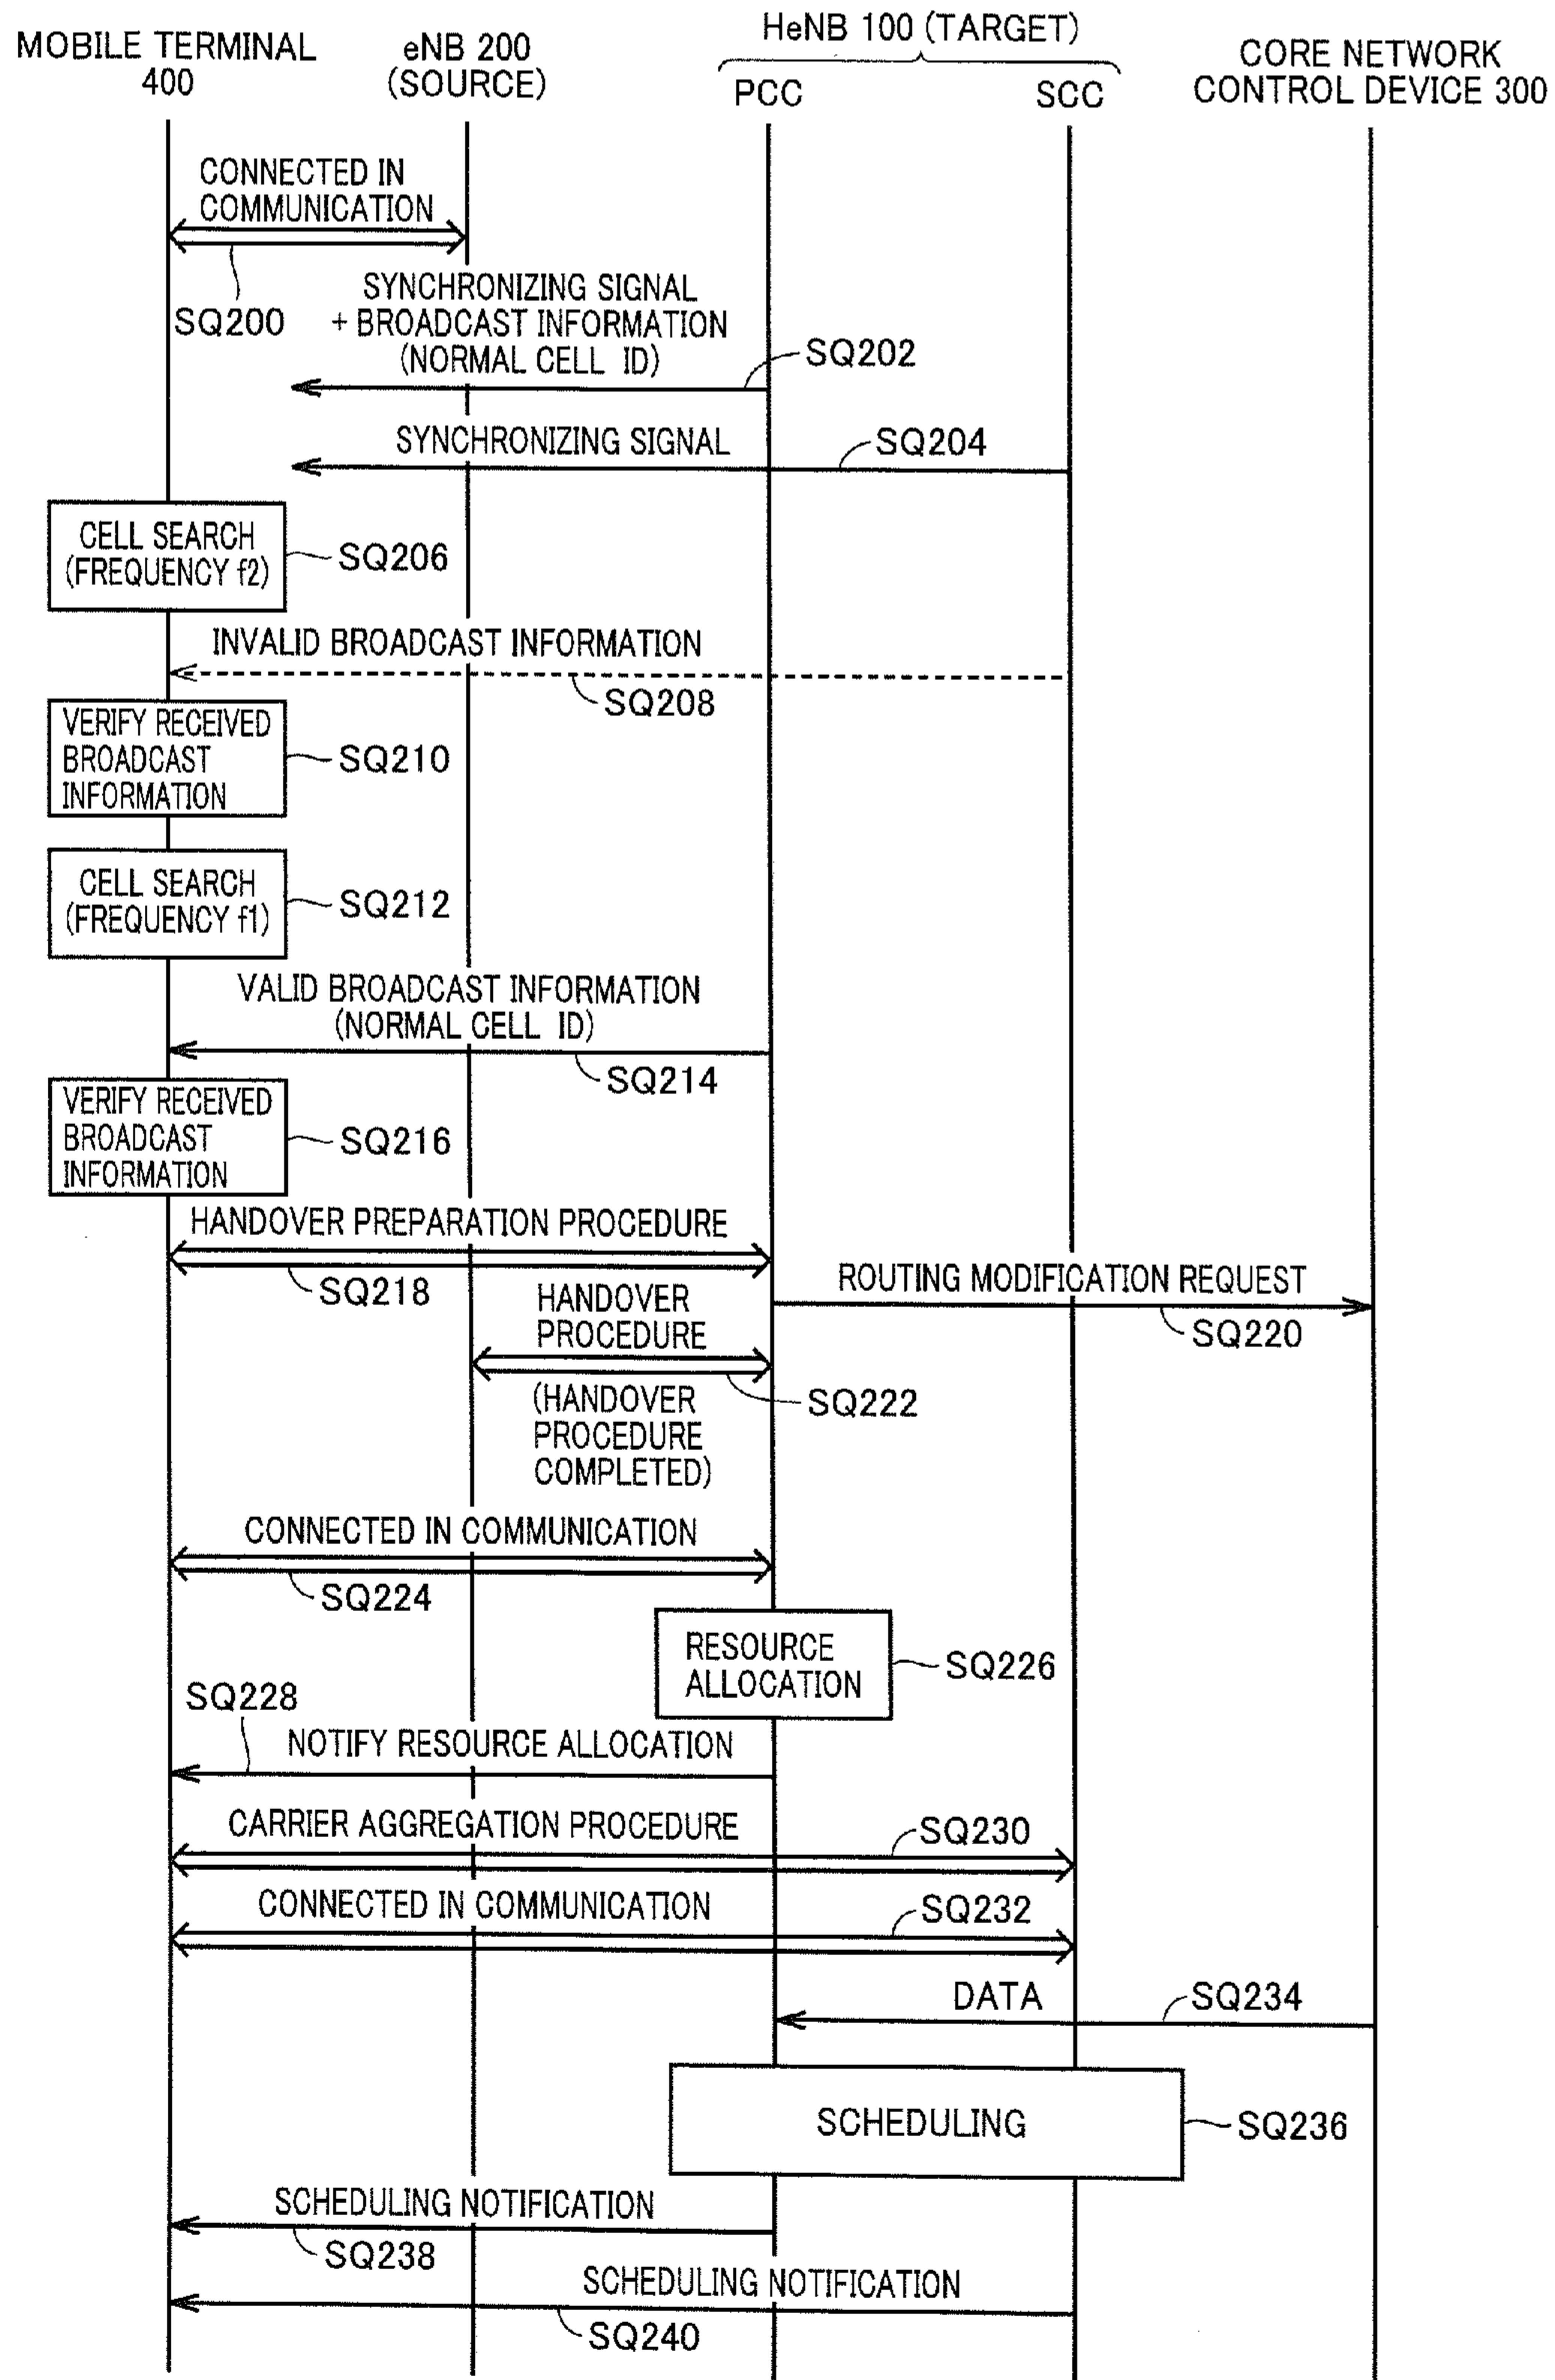 MOBILE TERMINAL
400
eNB 200
(SOURCE)
HeNB 100 (TARGET)
PCC
SCC
CORE NETWORK
CONTROL DEVICE 300
CONNECTED IN
COMMUNICATION
SQ200
SYNCHRONIZING SIGNAL
+ BROADCAST INFORMATION
(NORMAL CELL ID)
SQ202
SYNCHRONIZING SIGNAL
SQ204
CELL SEARCH
(FREQUENCY f2)
SQ206
INVALID BROADCAST INFORMATION
SQ208
VERIFY RECEIVED
BROADCAST
INFORMATION
SQ210
CELL SEARCH
(FREQUENCY f1)
SQ212
VALID BROADCAST INFORMATION
(NORMAL CELL ID)
SQ214
VERIFY RECEIVED
BROADCAST
INFORMATION
SQ216
HANDOVER PREPARATION PROCEDURE
SQ218
ROUTING MODIFICATION REQUEST
SQ220
HANDOVER
PROCEDURE
SQ222
(HANDOVER
PROCEDURE
COMPLETED)
CONNECTED IN COMMUNICATION
SQ224
RESOURCE
ALLOCATION
SQ226
SQ228
NOTIFY RESOURCE ALLOCATION
CARRIER AGGREGATION PROCEDURE
SQ230
CONNECTED IN COMMUNICATION
SQ232
DATA
SQ234
SCHEDULING
SQ236
SCHEDULING NOTIFICATION
SQ238
SCHEDULING NOTIFICATION
SQ240